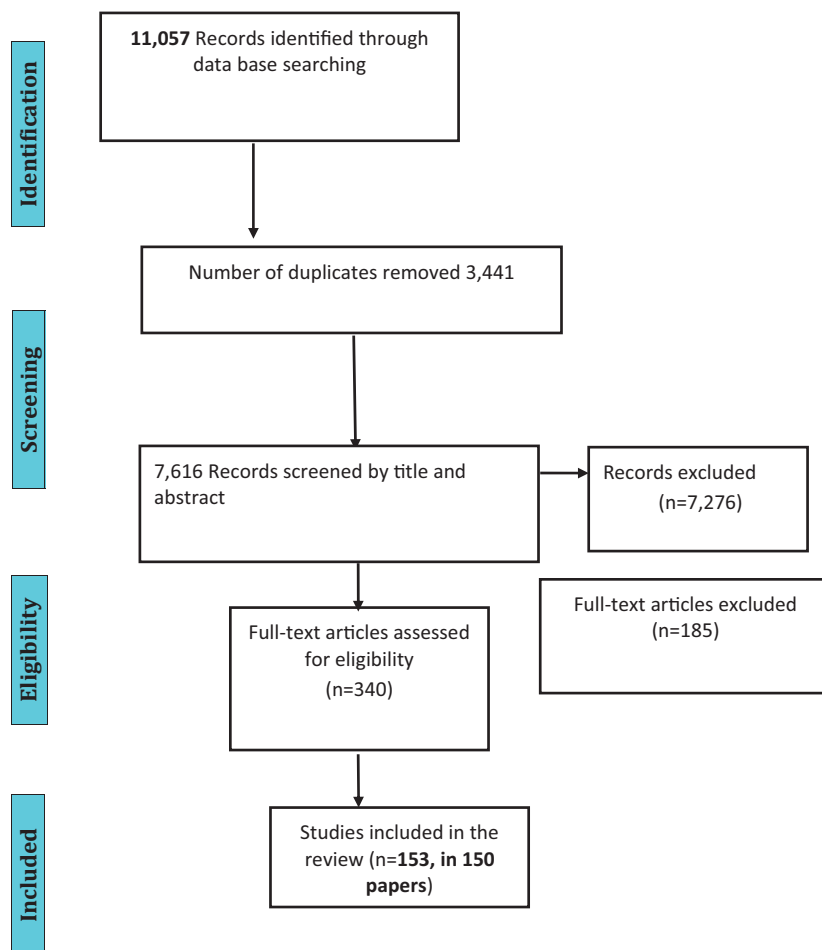 Identification
11,057 Records identified through
data base searching
Number of duplicates removed 3,441
Screening
7,616 Records screened by title and
abstract
Records excluded
(n=7,276)
Eligibility
Full-text articles assessed
for eligibility
(n=340)
Full-text articles excluded
(n=185)
Included
Studies included in the
review (n=153, in 150
papers)